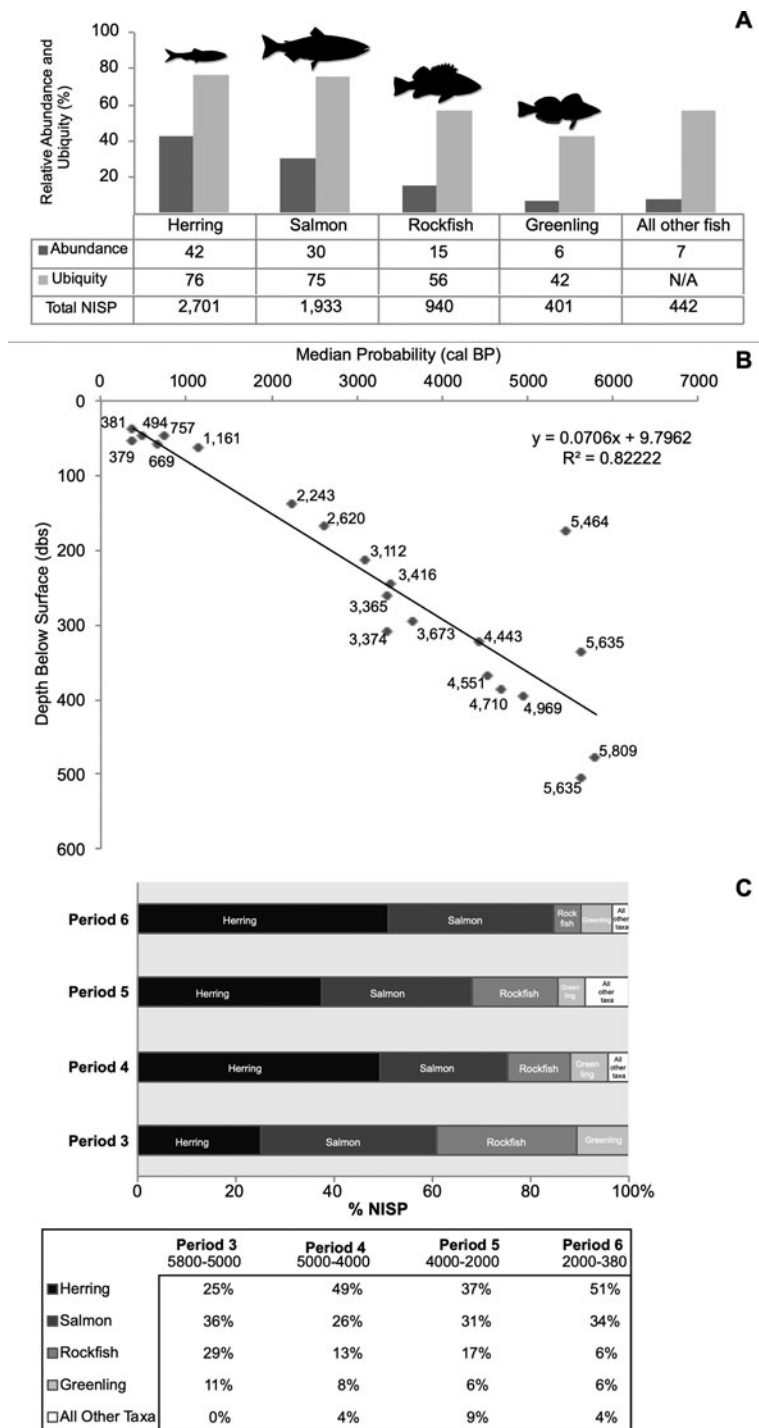 A
Relative Abundance and
Ubiquity (%)
100
80
60
40
20
Herring Salmon Rockfish Greenling All other fish
Abundance 42 30 15 6 7
Ubiquity 76 75 56 42 N/A
Total NISP 2,701 1,933 940 401 442
B
Median Probability (cal BP)
0 1000 2000 3000 4000 5000 6000 7000
Depth Below Surface (dbs)
0
100
200
300
400
500
600
y = 0.0706x + 9.7962
R² = 0.82222
381 494 757
1,161
379 669
2,243
2,620
5,464
3,112
3,416
3,365
3,673 4,443
3,374
5,635
4,551
4,710 4,969
5,809
5,635
C
Period 6 Herring Salmon Rock
fish
Greenling
All
other
taxa
Period 5 Herring Salmon Rockfish Green
ling
All
other
taxa
Period 4 Herring Salmon Rockfish Green
ling
All
other
taxa
Period 3 Herring Salmon Rockfish Greenling
0 20 40 60 80 100%
% NISP
Period 3 Period 4 Period 5 Period 6
5800-5000 5000-4000 4000-2000 2000-380
Herring 25% 49% 37% 51%
Salmon 36% 26% 31% 34%
Rockfish 29% 13% 17% 6%
Greenling 11% 8% 6% 6%
All Other Taxa 0% 4% 9% 4%